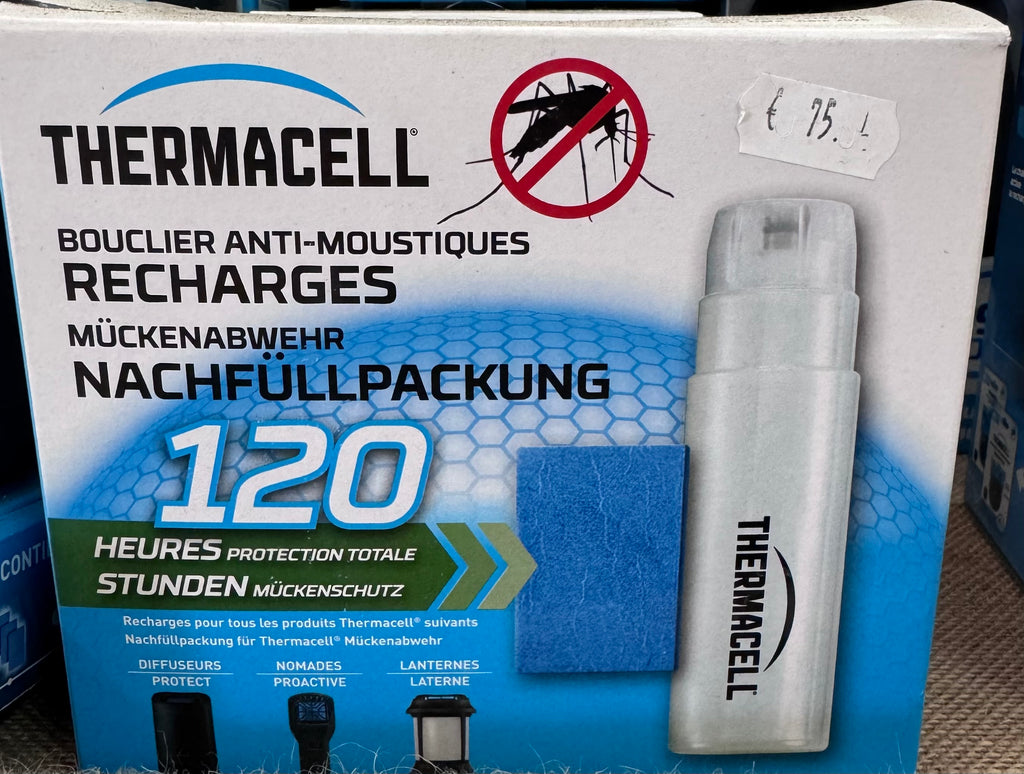 THERMACELL®
€ 75.-
BOUCLIER ANTI-MOUSTIQUES
RECHARGES
MÜCKENABWEHR
NACHFÜLLPACKUNG
120
HEURES PROTECTION TOTALE
STUNDEN MÜCKENSCHUTZ
Recharges pour tous les produits Thermacell® suivants
Nachfüllpackung für Thermacell® Mückenabwehr
DIFFUSEURS
PROTECT
NOMADES
PROACTIVE
LANTERNES
LATERNE
THERMACELL
CONTI